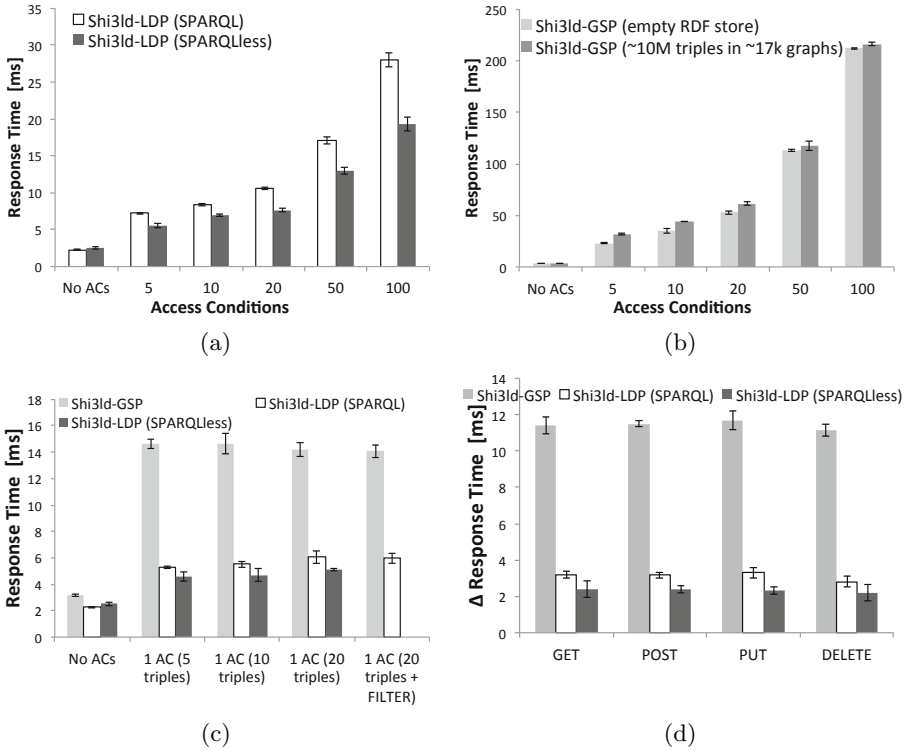 Shi3ld-LDP (SPARQL)
Shi3ld-LDP (SPARQLless)
Response Time [ms]
35
30
25
20
15
10
5
0
No ACs 5 10 20 50 100
Access Conditions
(a)
Shi3ld-GSP (empty RDF store)
Shi3ld-GSP (~10M triples in ~17k graphs)
Response Time [ms]
250
200
150
100
50
0
No ACs 5 10 20 50 100
Access Conditions
(b)
Shi3ld-GSP Shi3ld-LDP (SPARQL)
Shi3ld-LDP (SPARQLless)
Response Time [ms]
18
16
14
12
10
8
6
4
2
0
No ACs 1 AC (5 triples) 1 AC (10 triples) 1 AC (20 triples) 1 AC (20 triples + FILTER)
(c)
Shi3ld-GSP Shi3ld-LDP (SPARQL) Shi3ld-LDP (SPARQLless)
Δ Response Time [ms]
14
12
10
8
6
4
2
0
GET POST PUT DELETE
(d)